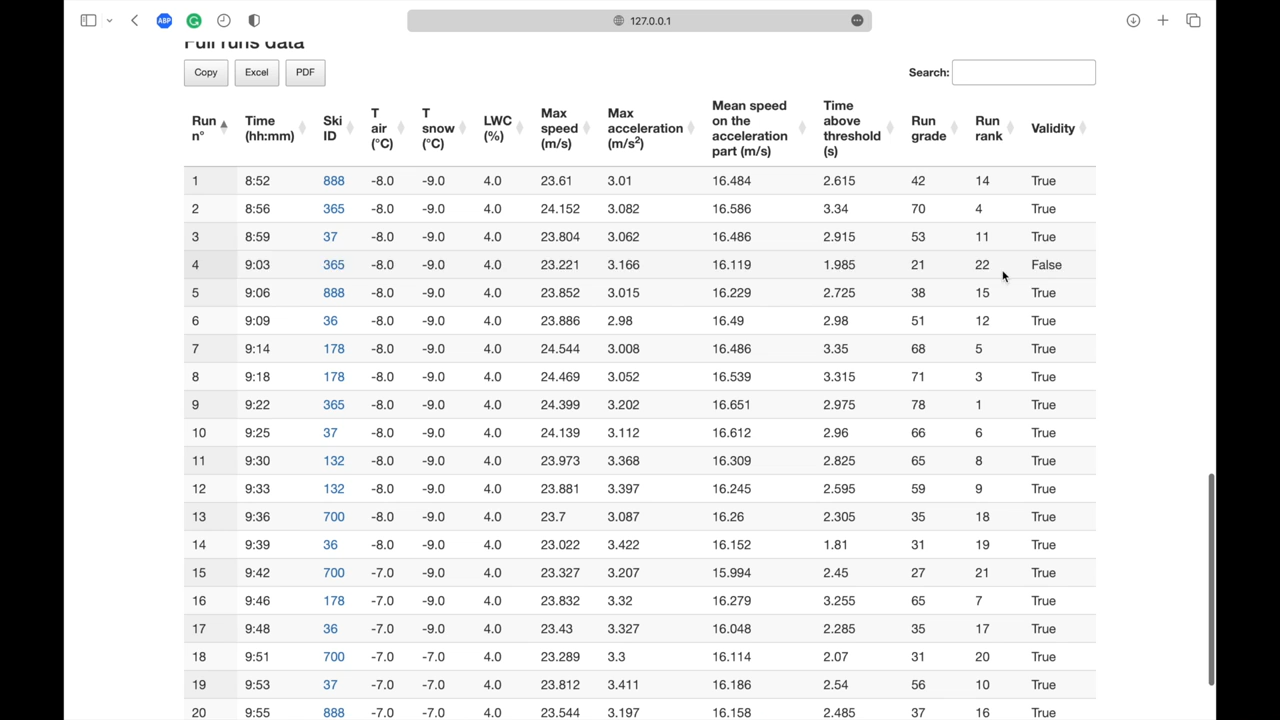 ABP
127.0.0.1
Full runs data
Copy Excel PDF Search:
Run n° Time (hh:mm) Ski ID T air (°C) T snow (°C) LWC (%) Max speed (m/s) Max acceleration (m/s²) Mean speed on the acceleration part (m/s) Time above threshold (s) Run grade Run rank Validity
1 8:52 888 -8.0 -9.0 4.0 23.61 3.01 16.484 2.615 42 14 True
2 8:56 365 -8.0 -9.0 4.0 24.152 3.082 16.586 3.34 70 4 True
3 8:59 37 -8.0 -9.0 4.0 23.804 3.062 16.486 2.915 53 11 True
4 9:03 365 -8.0 -9.0 4.0 23.221 3.166 16.119 1.985 21 22 False
5 9:06 888 -8.0 -9.0 4.0 23.852 3.015 16.229 2.725 38 15 True
6 9:09 36 -8.0 -9.0 4.0 23.886 2.98 16.49 2.98 51 12 True
7 9:14 178 -8.0 -9.0 4.0 24.544 3.008 16.486 3.35 68 5 True
8 9:18 178 -8.0 -9.0 4.0 24.469 3.052 16.539 3.315 71 3 True
9 9:22 365 -8.0 -9.0 4.0 24.399 3.202 16.651 2.975 78 1 True
10 9:25 37 -8.0 -9.0 4.0 24.139 3.112 16.612 2.96 66 6 True
11 9:30 132 -8.0 -9.0 4.0 23.973 3.368 16.309 2.825 65 8 True
12 9:33 132 -8.0 -9.0 4.0 23.881 3.397 16.245 2.595 59 9 True
13 9:36 700 -8.0 -9.0 4.0 23.7 3.087 16.26 2.305 35 18 True
14 9:39 36 -8.0 -9.0 4.0 23.022 3.422 16.152 1.81 31 19 True
15 9:42 700 -7.0 -9.0 4.0 23.327 3.207 15.994 2.45 27 21 True
16 9:46 178 -7.0 -9.0 4.0 23.832 3.32 16.279 3.255 65 7 True
17 9:48 36 -7.0 -9.0 4.0 23.43 3.327 16.048 2.285 35 17 True
18 9:51 700 -7.0 -7.0 4.0 23.289 3.3 16.114 2.07 31 20 True
19 9:53 37 -7.0 -7.0 4.0 23.812 3.411 16.186 2.54 56 10 True
20 9:55 888 -7.0 -7.0 4.0 23.544 3.197 16.158 2.485 37 16 True